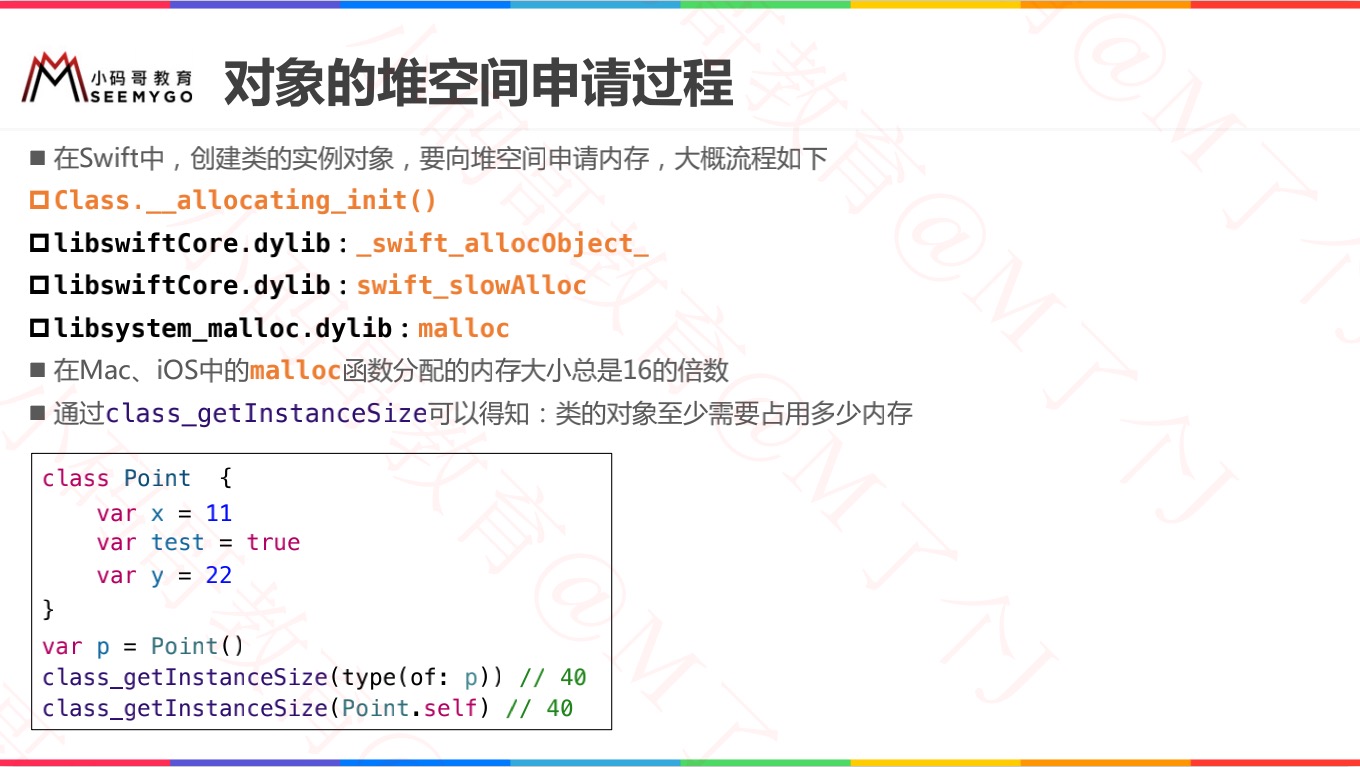 小码哥教育
SEEMYGO
对象的堆空间申请过程
在Swift中，创建类的实例对象，要向堆空间申请内存，大概流程如下
Class.__allocating_init()
libswiftCore.dylib：_swift_allocObject_
libswiftCore.dylib：swift_slowAlloc
libsystem_malloc.dylib：malloc
在Mac、iOS中的malloc函数分配的内存大小总是16的倍数
通过class_getInstanceSize可以得知：类的对象至少需要占用多少内存
class Point {
var x = 11
var test = true
var y = 22
}
var p = Point()
class_getInstanceSize(type(of: p)) // 40
class_getInstanceSize(Point.self) // 40
小码哥教育@M了个J